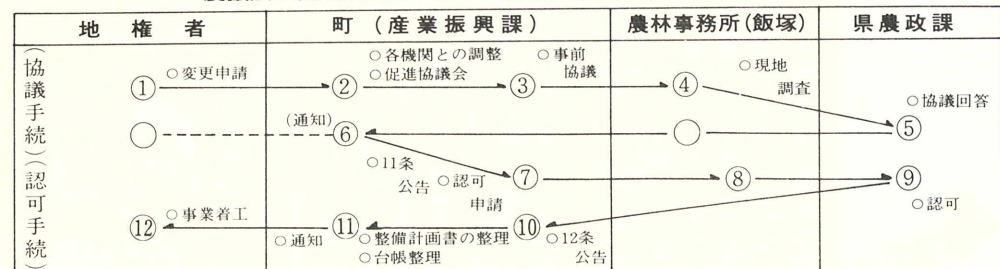 地権者 町(産業振興課) 農林事務所(飯塚) 県農政課
(協議手続)(認可手続)
① ○変更申請 ② ○各機関との調整
○促進協議会 ③ ○事前
協議 ④ ○現地
調査 ⑤ ○協議回答
(通知) ⑥
○11条
公告 ○認可
申請 ⑦ ⑧ ⑨ ○認可
⑫ ○事業着工 ○通知 ⑪ ○整備計画書の整理
○台帳整理 ⑩ ○12条
公告